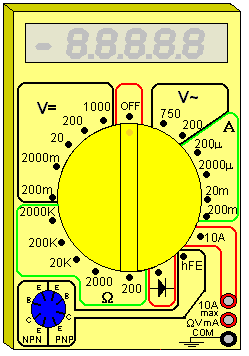 -8.8.8.8.8
V= 1000 OFF 750 V~
200 200 A
20 200µ
2000m 2000µ
200m 20m
2000K 200m
200K 10A
20K hFE
2000 200
Ω
E E
B B
C C
E E
NPN PNP
10A
max
ΩVmA
COM